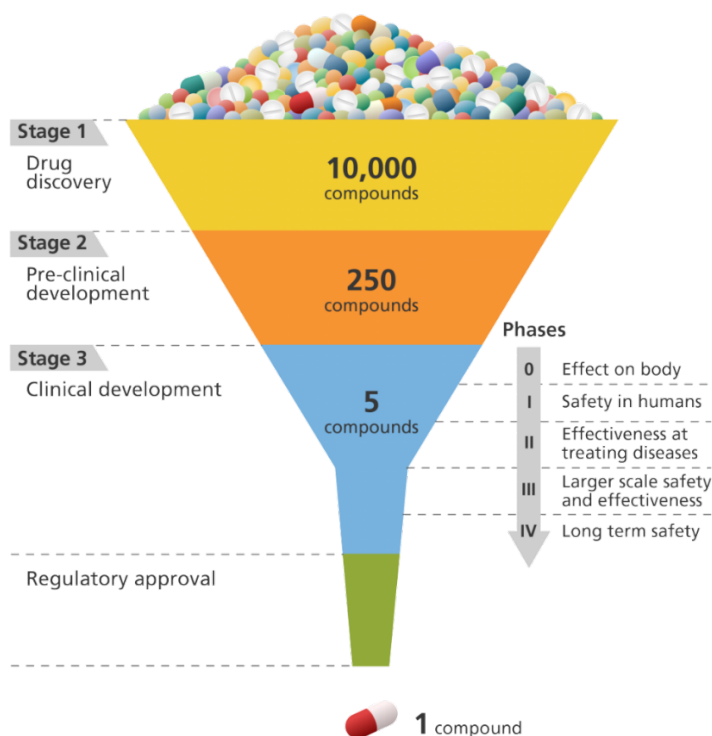 Stage 1
Drug
discovery
10,000
compounds
Stage 2
Pre-clinical
development
250
compounds
Stage 3
Clinical development
5
compounds
Phases
0 Effect on body
I Safety in humans
II Effectiveness at
treating diseases
III Larger scale safety
and effectiveness
IV Long term safety
Regulatory approval
1 compound